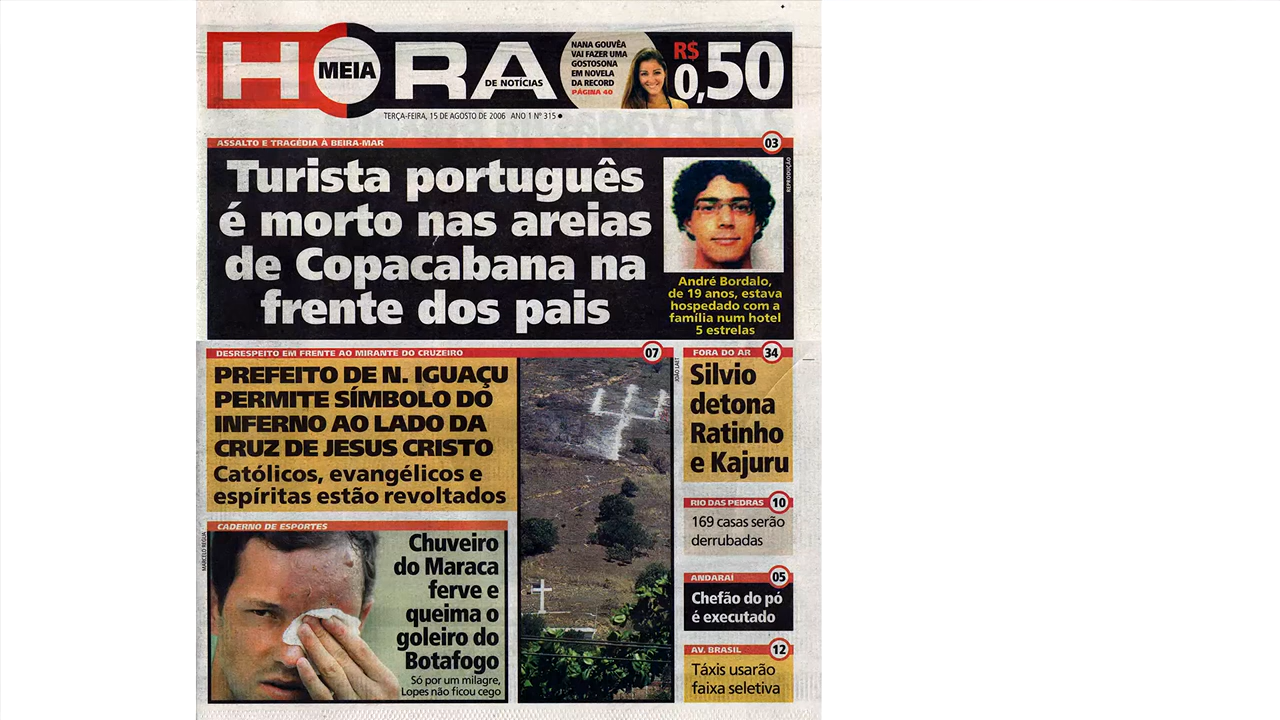 HORA
MEIA
DE NOTÍCIAS
NANA GOUVÊA
VAI FAZER UMA
GOSTOSONA
EM NOVELA
DA RECORD
PÁGINA 40
R$
0,50
TERÇA-FEIRA, 15 DE AGOSTO DE 2006 ANO 1 Nº 315 ●
ASSALTO E TRAGÉDIA À BEIRA-MAR
03
Turista português
é morto nas areias
de Copacabana na
frente dos pais
REPRODUÇÃO
André Bordalo,
de 19 anos, estava
hospedado com a
família num hotel
5 estrelas
DESRESPEITO EM FRENTE AO MIRANTE DO CRUZEIRO
07
PREFEITO DE N. IGUAÇU
PERMITE SÍMBOLO DO
INFERNO AO LADO DA
CRUZ DE JESUS CRISTO
Católicos, evangélicos e
espíritas estão revoltados
JOÃO LAET
FORA DO AR
34
Silvio
detona
Ratinho
e Kajuru
RIO DAS PEDRAS
10
169 casas serão
derrubadas
ANDARAÍ
05
Chefão do pó
é executado
AV. BRASIL
12
Táxis usarão
faixa seletiva
CADERNO DE ESPORTES
MARCELO REGUA
Chuveiro
do Maraca
ferve e
queima o
goleiro do
Botafogo
Só por um milagre,
Lopes não ficou cego